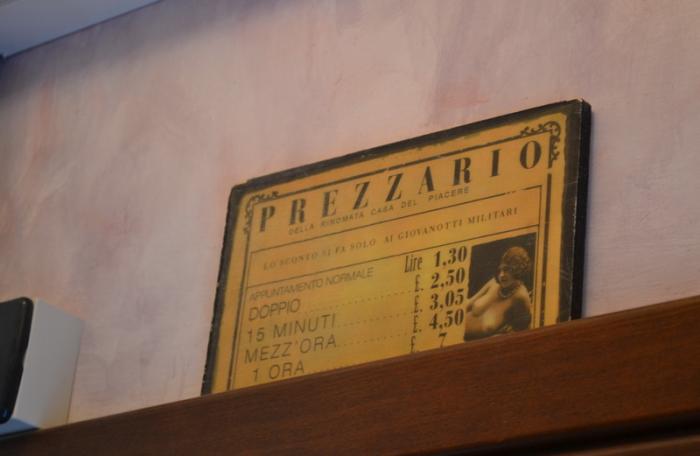 PREZZARIO
DELLA RINOMATA CASA DEL PIACERE
LO SCONTO SI FA SOLO AI GIOVANOTTI MILITARI
APPUNTAMENTO NORMALE Lire 1,30
DOPPIO £. 2,50
15 MINUTI £. 3,05
MEZZ'ORA £. 4,50
1 ORA £. 7